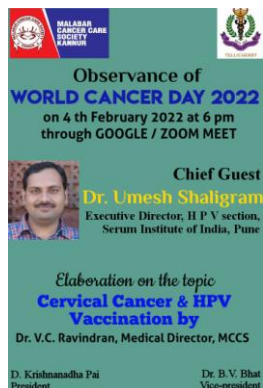 MALABAR
CANCER CARE
SOCIETY
KANNUR
Observance of
WORLD CANCER DAY 2022
on 4 th February 2022 at 6 pm
through GOOGLE / ZOOM MEET
Chief Guest
Dr. Umesh Shaligram
Executive Director, H P V section,
Serum Institute of India, Pune
Elaboration on the topic
Cervical Cancer & HPV
Vaccination by
Dr. V.C. Ravindran, Medical Director, MCCS
D. Krishnanadha Pai
President
Dr. B.V. Bhat
Vice-president